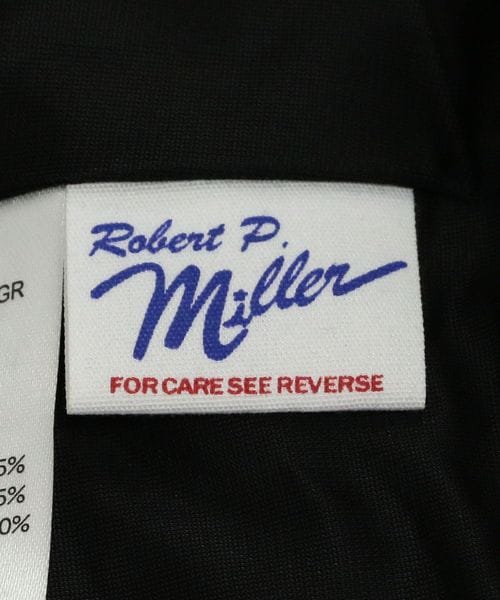 Robert P.
Miller
FOR CARE SEE REVERSE
GR
5%
5%
0%